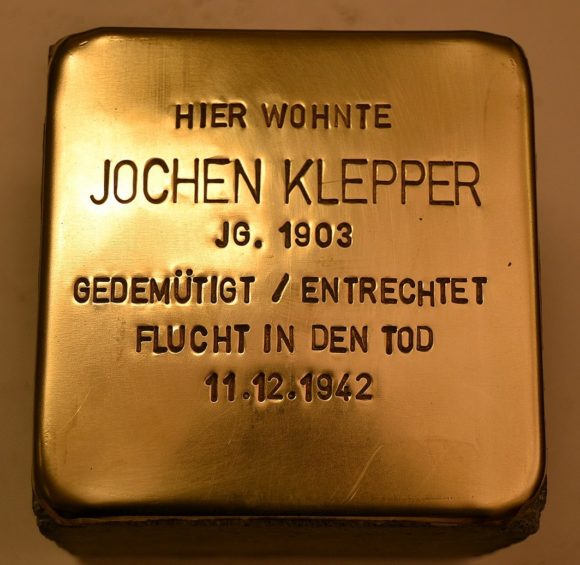 HIER WOHNTE
JOCHEN KLEPPER
JG. 1903
GEDEMÜTIGT / ENTRECHTET
FLUCHT IN DEN TOD
11.12.1942